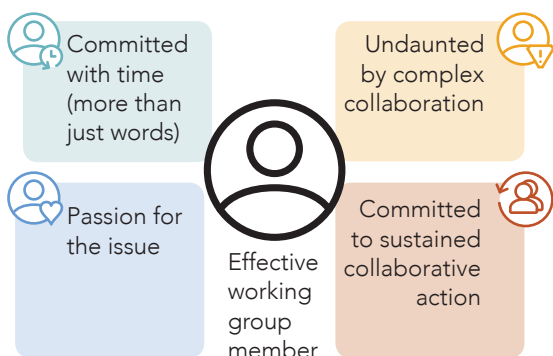 Committed
with time
(more than
just words)
Undaunted
by complex
collaboration
Passion for
the issue
Committed
to sustained
collaborative
action
Effective
working
group
member